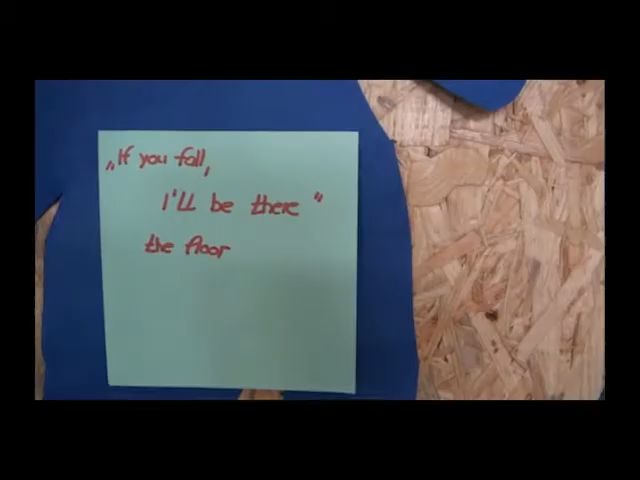 „If you fall,
I'll be there"
the floor